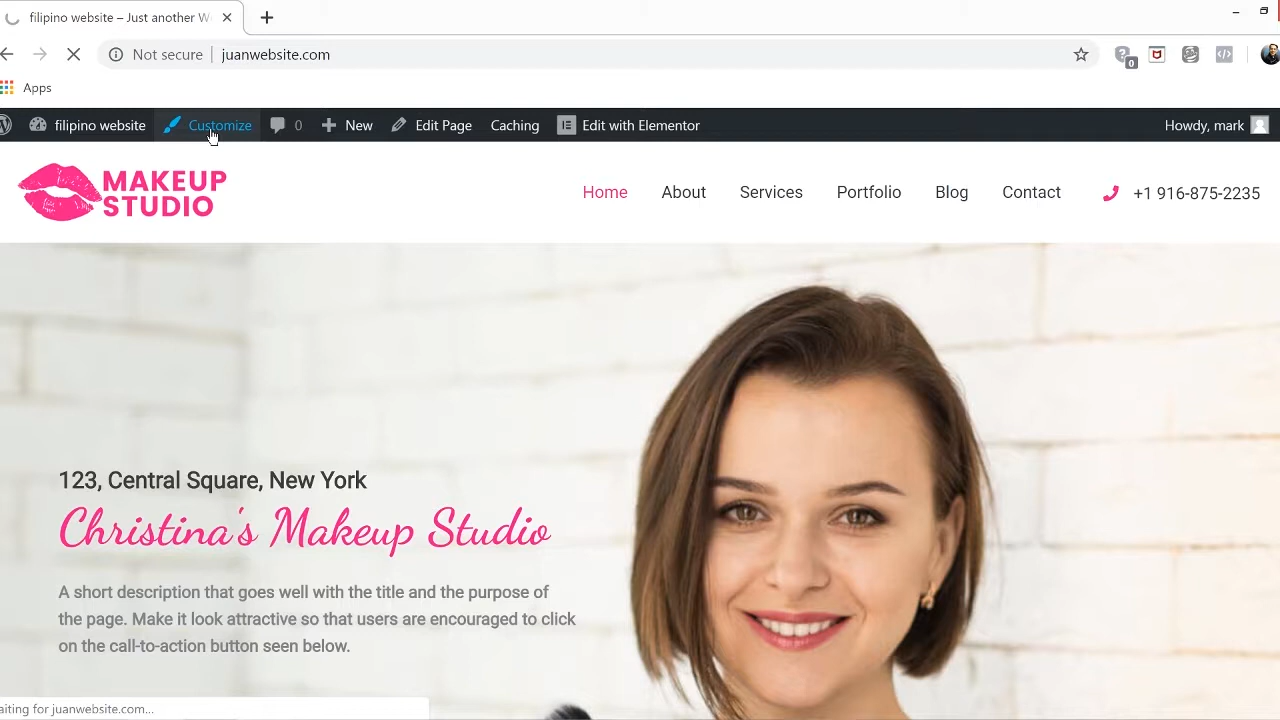 filipino website – Just another W
Not secure
juanwebsite.com
0
Apps
filipino website
Customize
0
New
Edit Page
Caching
Edit with Elementor
Howdy, mark
MAKEUP
STUDIO
Home
About
Services
Portfolio
Blog
Contact
+1 916-875-2235
123, Central Square, New York
Christina's Makeup Studio
A short description that goes well with the title and the purpose of
the page. Make it look attractive so that users are encouraged to click
on the call-to-action button seen below.
aiting for juanwebsite.com...